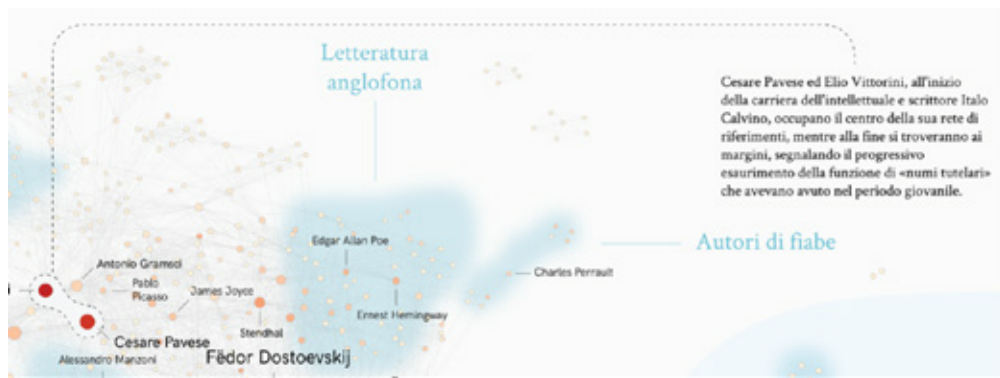 Letteratura
anglofona
Cesare Pavese ed Elio Vittorini, all'inizio
della carriera dell'intellettuale e scrittore Italo
Calvino, occupano il centro della sua rete di
riferimenti, mentre alla fine si troveranno ai
margini, segnalando il progressivo
esaurimento della funzione di «numi tutelari»
che avevano avuto nel periodo giovanile.
Edgar Allan Poe
Autori di fiabe
Antonio Gramsci
Charles Perrault
Pablo
Picasso
James Joyce
Ernest Hemingway
Stendhal
Cesare Pavese
Alessandro Manzoni
Fëdor Dostoevskij